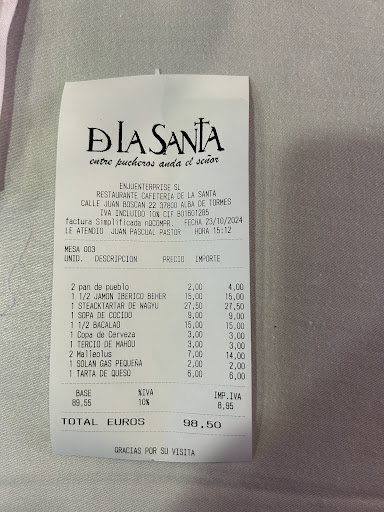 D LA SANTA
entre pucheros anda el señor
ENJUENTERPRISE SL
RESTAURANTE CAFETERIA DE LA SANTA
CALLE JUAN BOSCAN 22 37800 ALBA DE TORMES
IVA INCLUIDO 10% CIF B01601285
factura Simplificada nºCOMPR. FECHA 23/10/2024
LE ATENDIO JUAN PASCUAL PASTOR HORA 15:12
MESA 003
UNID. DESCRIPCION PRECIO IMPORTE
2 pan de pueblo 2,00 4,00
1 1/2 JAMON IBERICO BEHER 15,00 15,00
1 STEACKTARTAR DE WAGYU 27,50 27,50
1 SOPA DE COCIDO 9,00 9,00
1 1/2 BACALAO 15,00 15,00
1 Copa de Cerveza 3,00 3,00
1 TERCIO DE MAHOU 3,00 3,00
2 Malleolus 7,00 14,00
1 SOLAN GAS PEQUEÑA 2,00 2,00
1 TARTA DE QUESO 6,00 6,00
BASE %IVA IMP.IVA
89,55 10% 8,95
TOTAL EUROS 98,50
GRACIAS POR SU VISITA